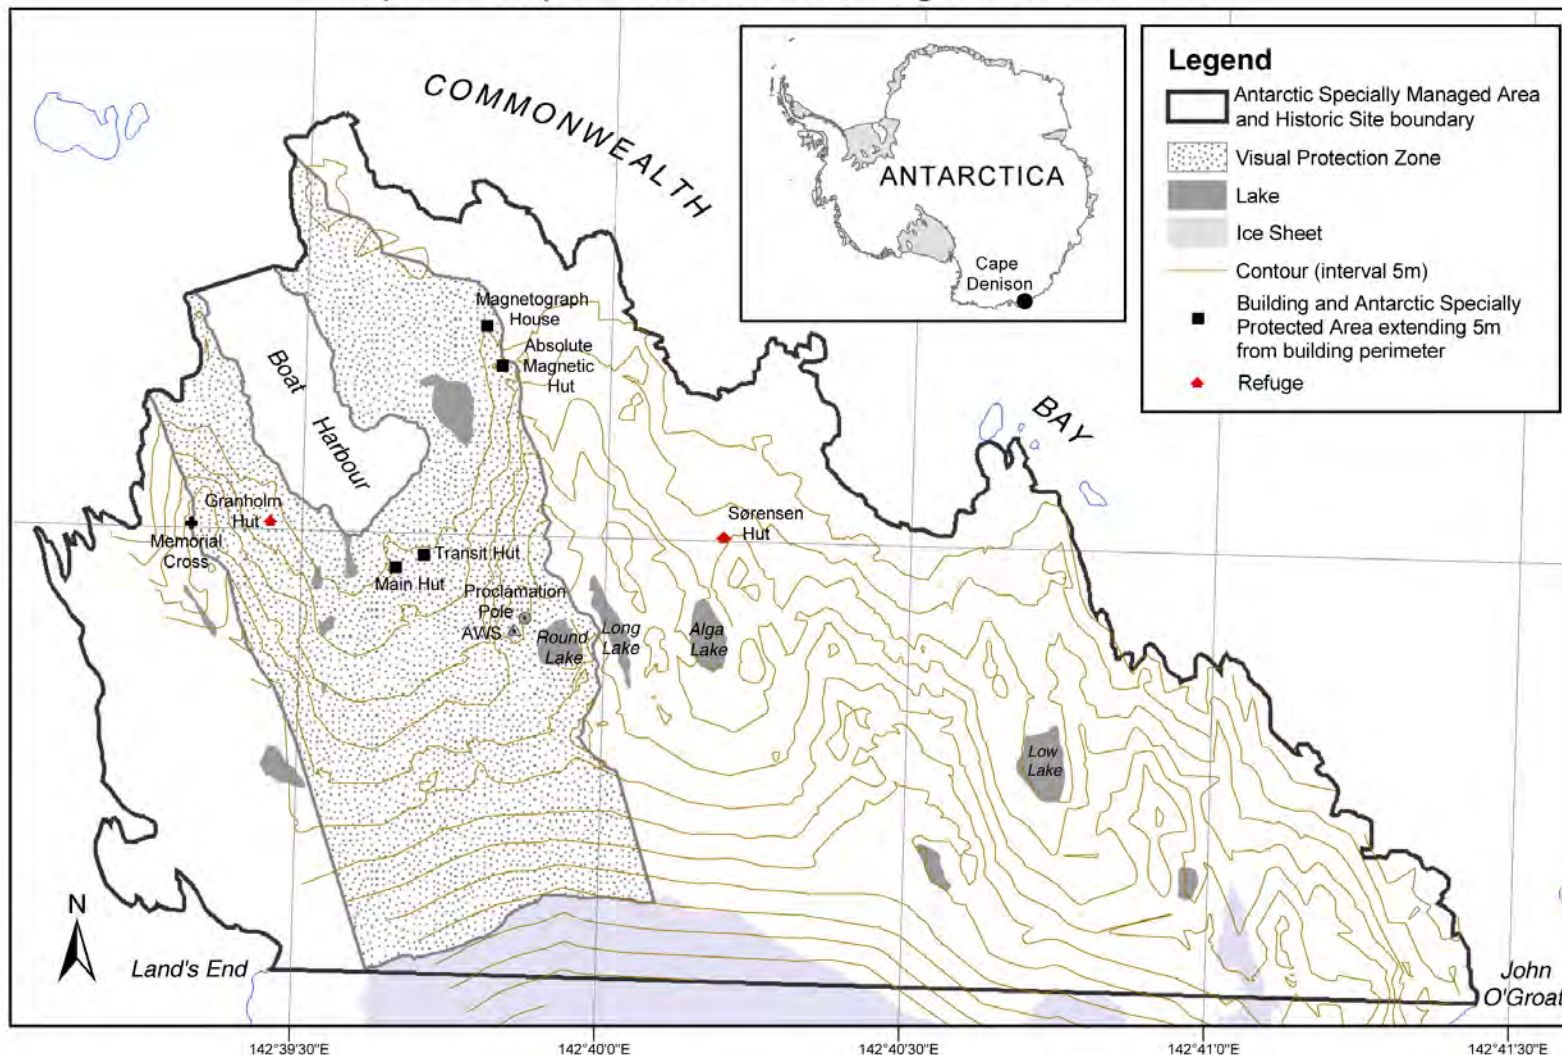 COMMONWEALTH
BAY
ANTARCTICA
Cape
Denison
Legend
Antarctic Specially Managed Area
and Historic Site boundary
Visual Protection Zone
Lake
Ice Sheet
Contour (interval 5m)
Building and Antarctic Specially
Protected Area extending 5m
from building perimeter
Refuge
Magnetograph
House
Absolute
Magnetic
Hut
Boat
Harbour
Granholm
Hut
Memorial
Cross
Transit Hut
Main Hut
Proclamation
Pole
AWS
Round
Lake
Long
Lake
Alga
Lake
Sørensen
Hut
Low
Lake
N
Land's End
John
O'Groat
142°39'30"E
142°40'0"E
142°40'30"E
142°41'0"E
142°41'30"E